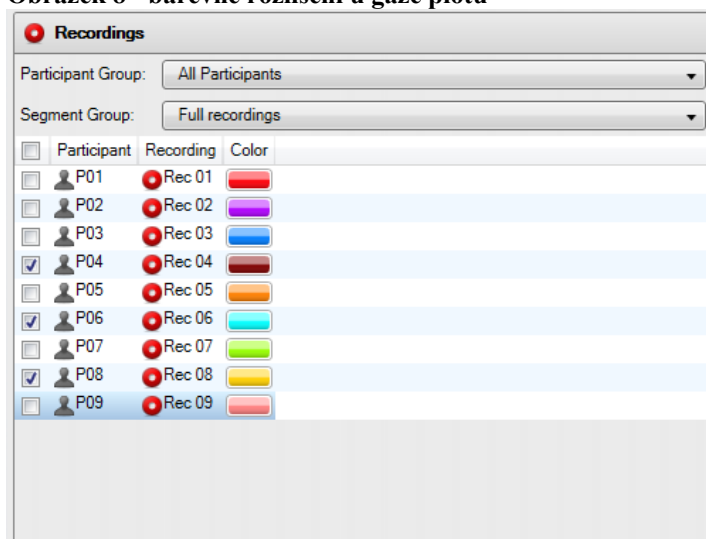 Obrázek - barevné rozlišení u gaze plotu
Recordings
Participant Group: All Participants
Segment Group: Full recordings
Participant Recording Color
P01 Rec 01
P02 Rec 02
P03 Rec 03
P04 Rec 04
P05 Rec 05
P06 Rec 06
P07 Rec 07
P08 Rec 08
P09 Rec 09